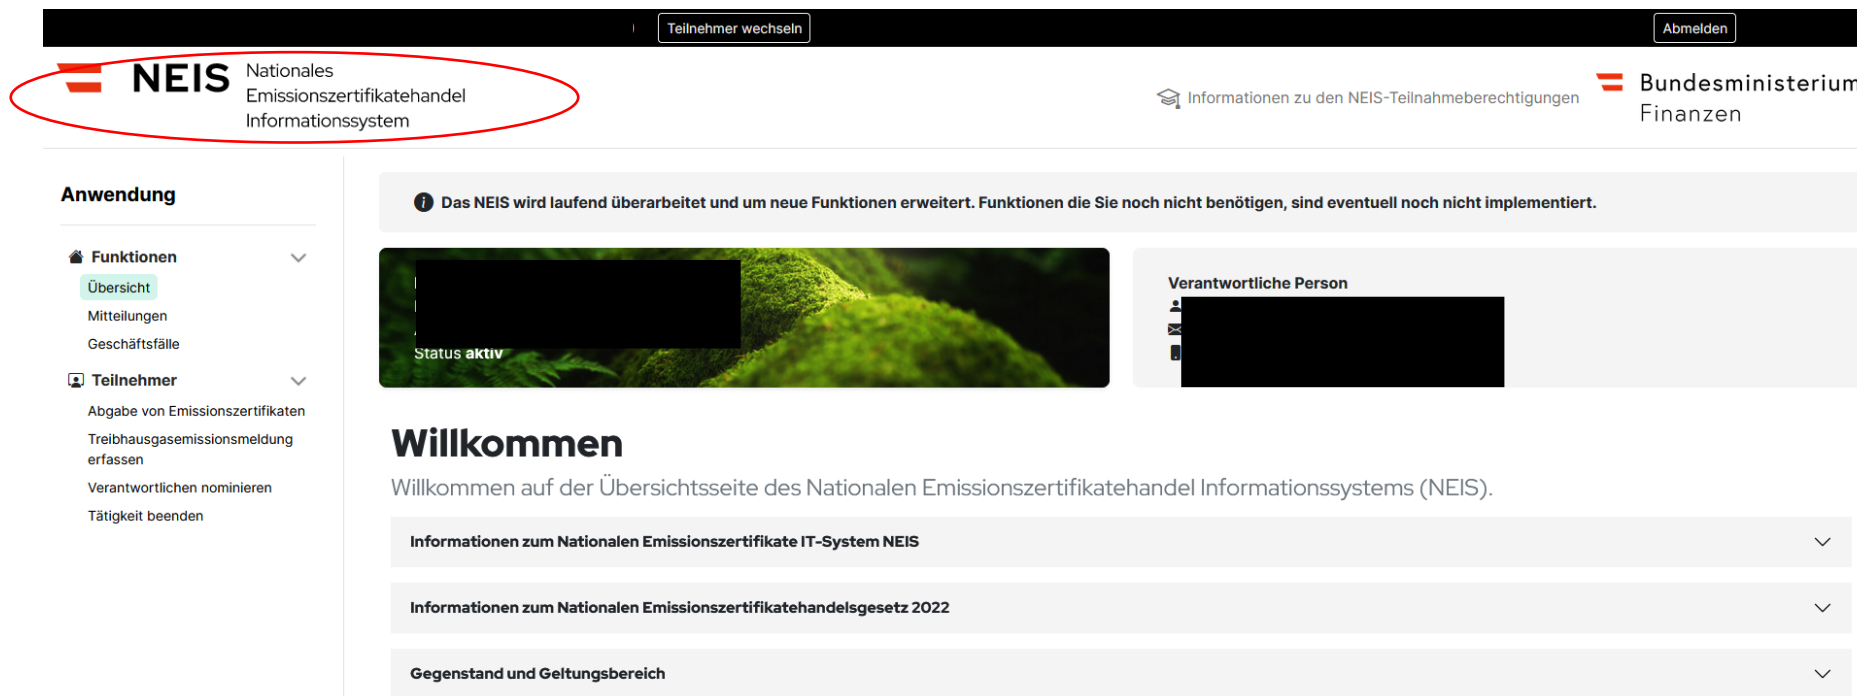 Teilnehmer wechseln
Abmelden
NEIS
Nationales
Emissionszertifikatehandel
Informationssystem
Informationen zu den NEIS-Teilnahmeberechtigungen
Bundesministerium
Finanzen
Anwendung
Funktionen
Übersicht
Mitteilungen
Geschäftsfälle
Teilnehmer
Abgabe von Emissionszertifikaten
Treibhausgasemissionsmeldung
erfassen
Verantwortlichen nominieren
Tätigkeit beenden
Das NEIS wird laufend überarbeitet und um neue Funktionen erweitert. Funktionen die Sie noch nicht benötigen, sind eventuell noch nicht implementiert.
Status aktiv
Verantwortliche Person
Willkommen
Willkommen auf der Übersichtsseite des Nationalen Emissionszertifikatehandel Informationssystems (NEIS).
Informationen zum Nationalen Emissionszertifikate IT-System NEIS
Informationen zum Nationalen Emissionszertifikatehandelsgesetz 2022
Gegenstand und Geltungsbereich